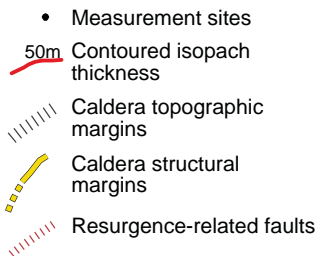 Measurement sites
50m Contoured isopach
thickness
Caldera topographic
margins
Caldera structural
margins
Resurgence-related faults